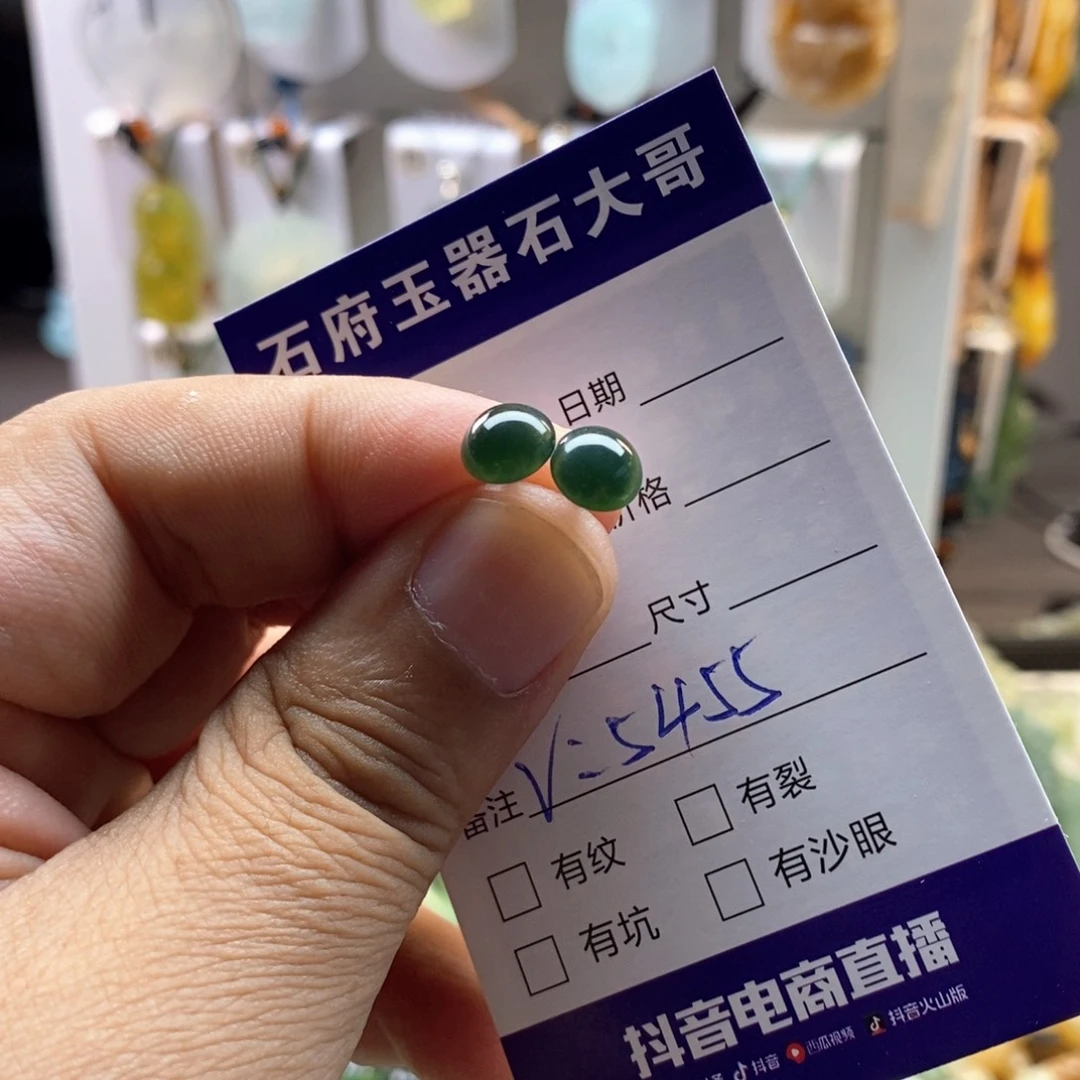 石府玉器石大哥
日期
格
尺寸
备注 V:5455
有纹 有裂
有坑 有沙眼
抖音电商直播
抖音 西瓜视频 抖音火山版